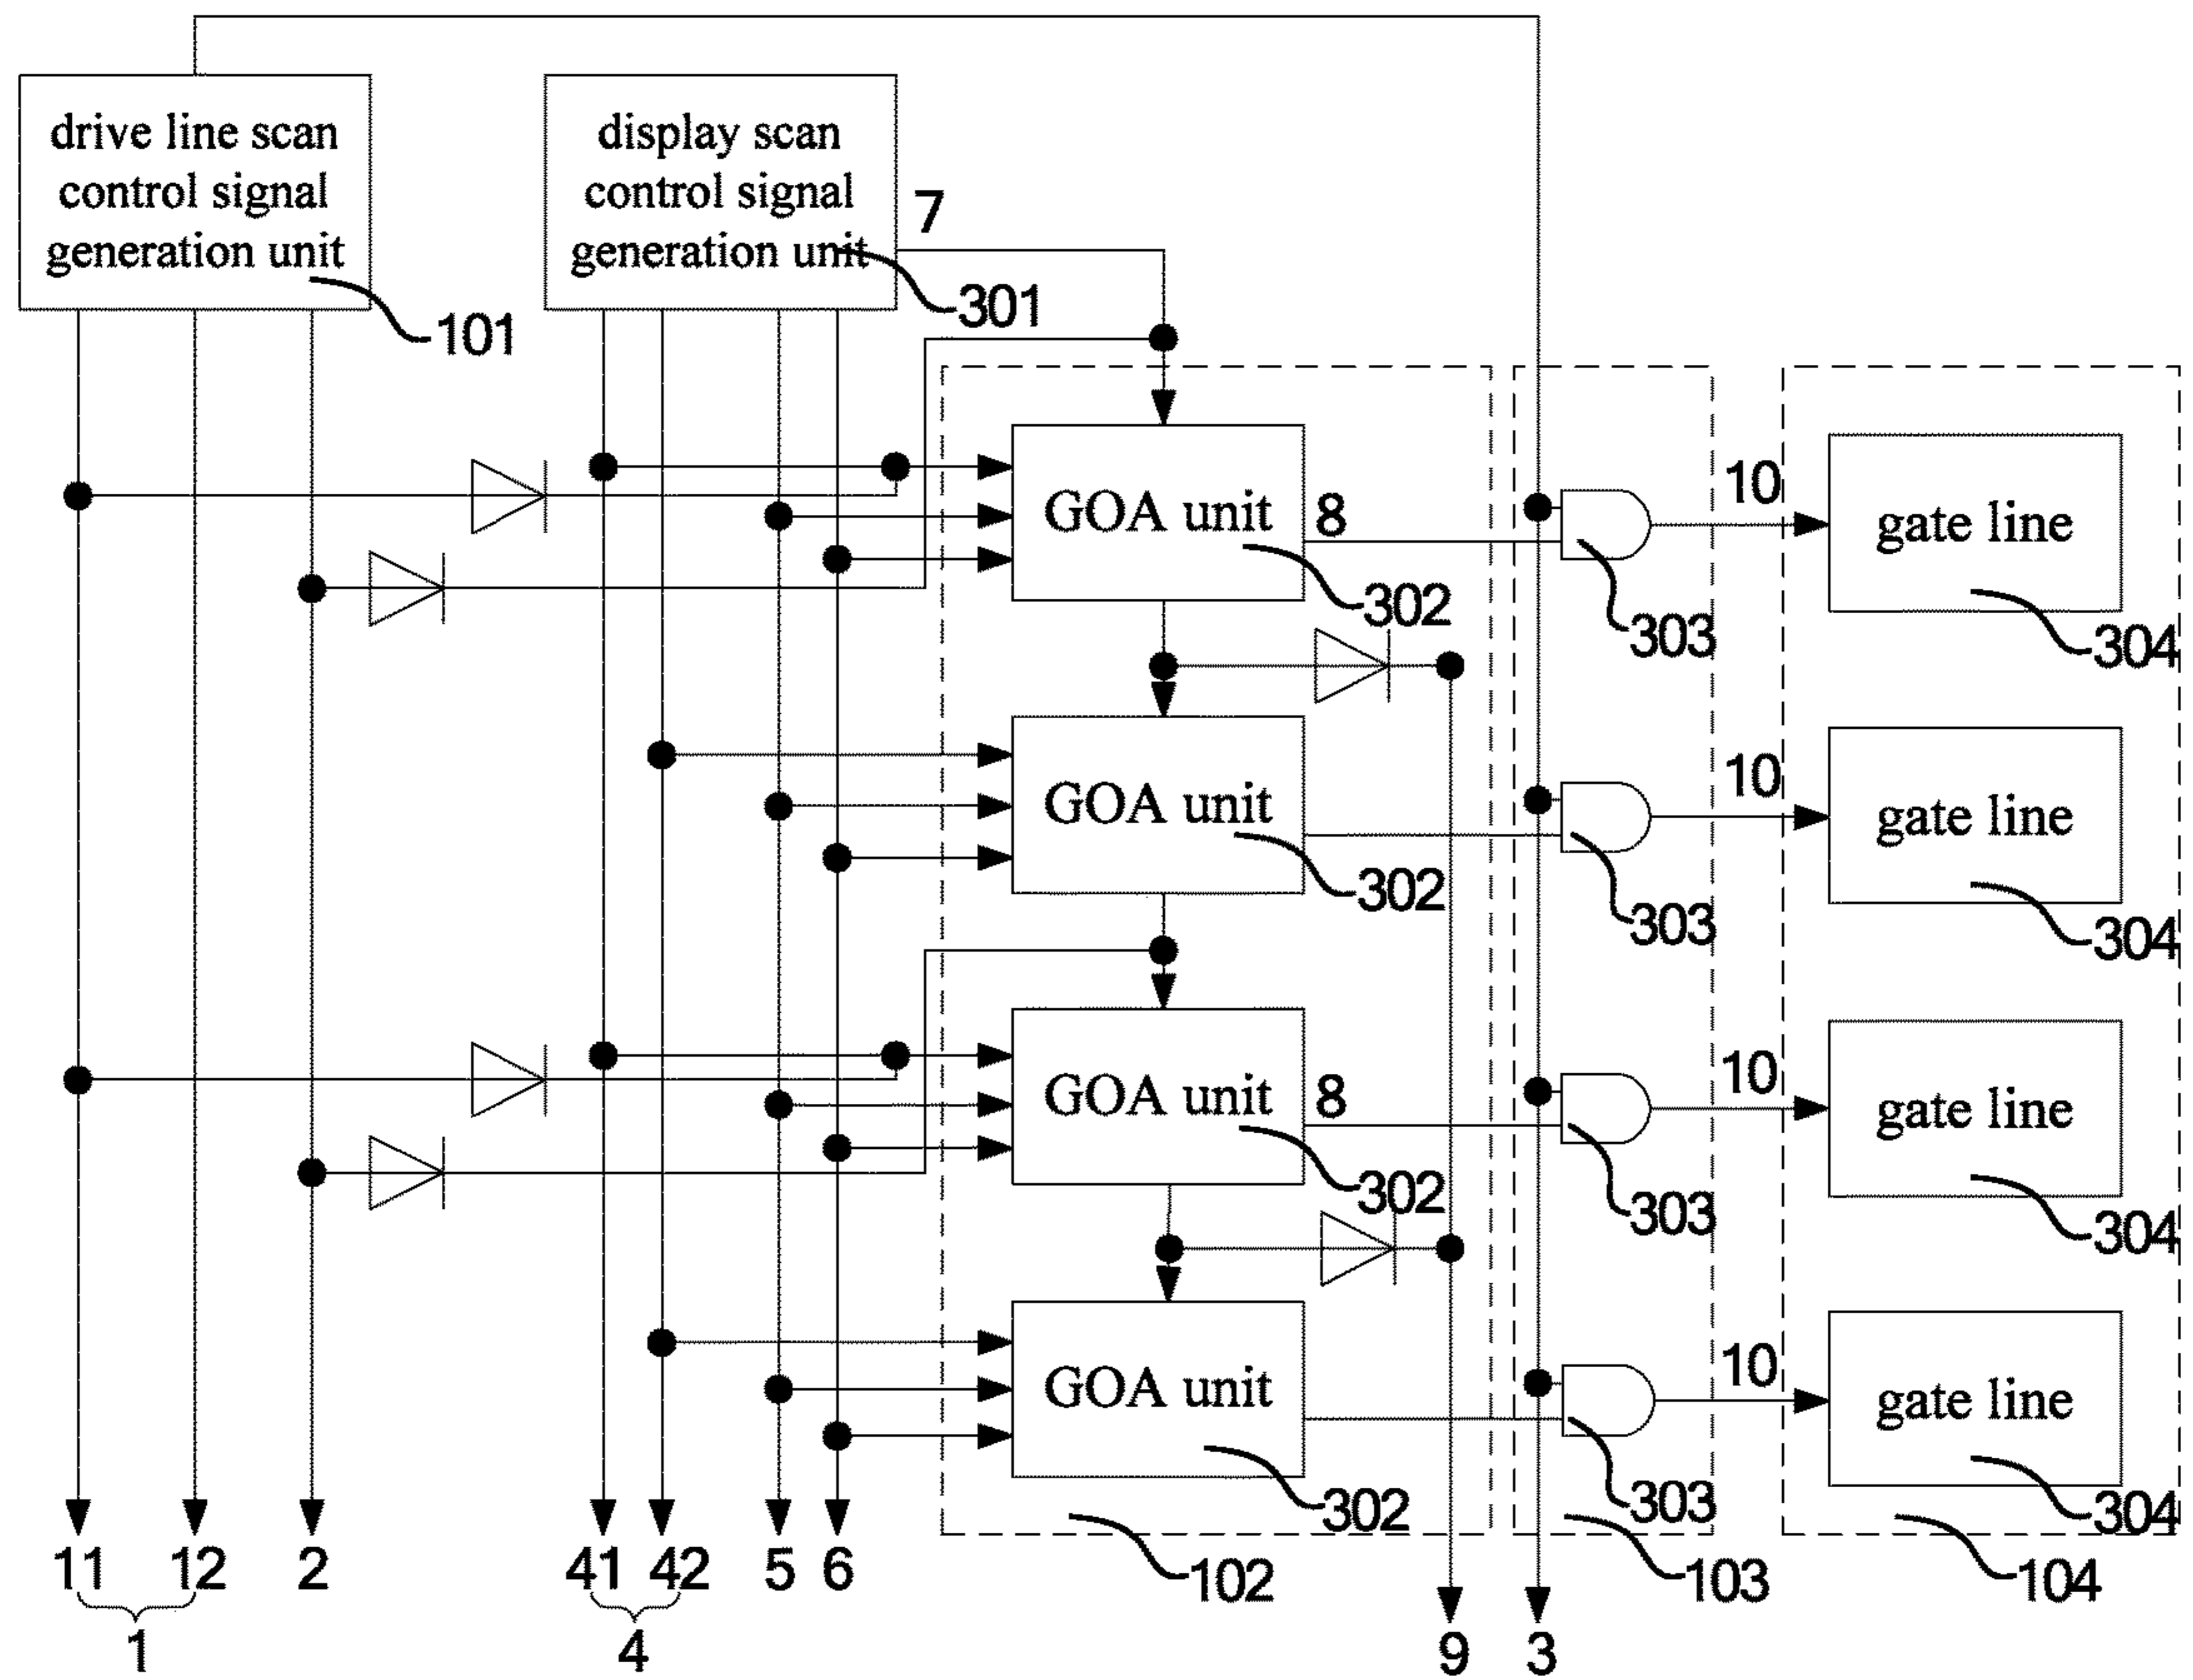 drive line scan
control signal
generation unit
101
display scan
control signal
generation unit
301
7
GOA unit
8
302
303
10
gate line
304
GOA unit
302
303
10
gate line
304
GOA unit
8
302
303
10
gate line
304
GOA unit
302
303
10
gate line
304
11
12
2
41
42
5
6
102
103
104
1
4
9
3